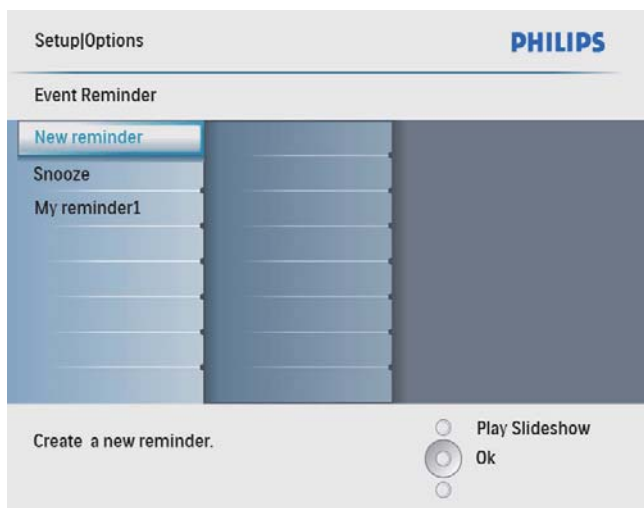 Setup|Options
PHILIPS
Event Reminder
New reminder
Snooze
My reminder1
Create a new reminder.
Play Slideshow
Ok